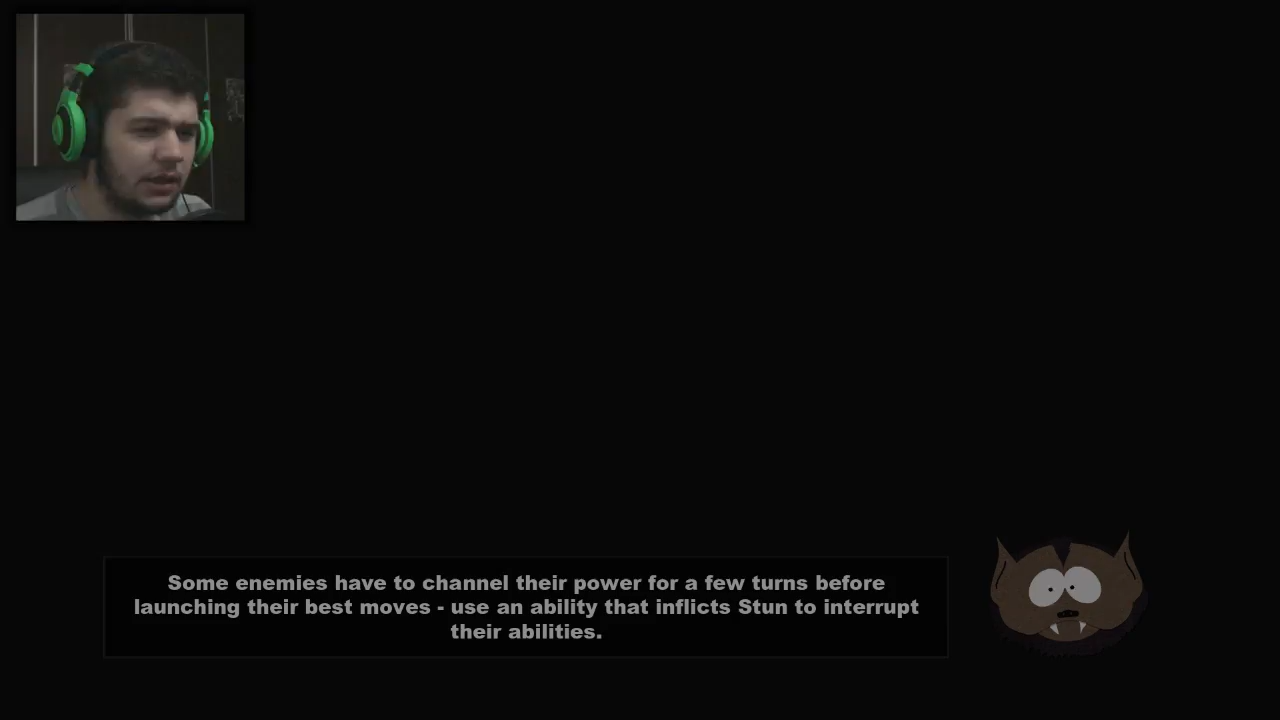 Some enemies have to channel their power for a few turns before
launching their best moves - use an ability that inflicts Stun to interrupt
their abilities.